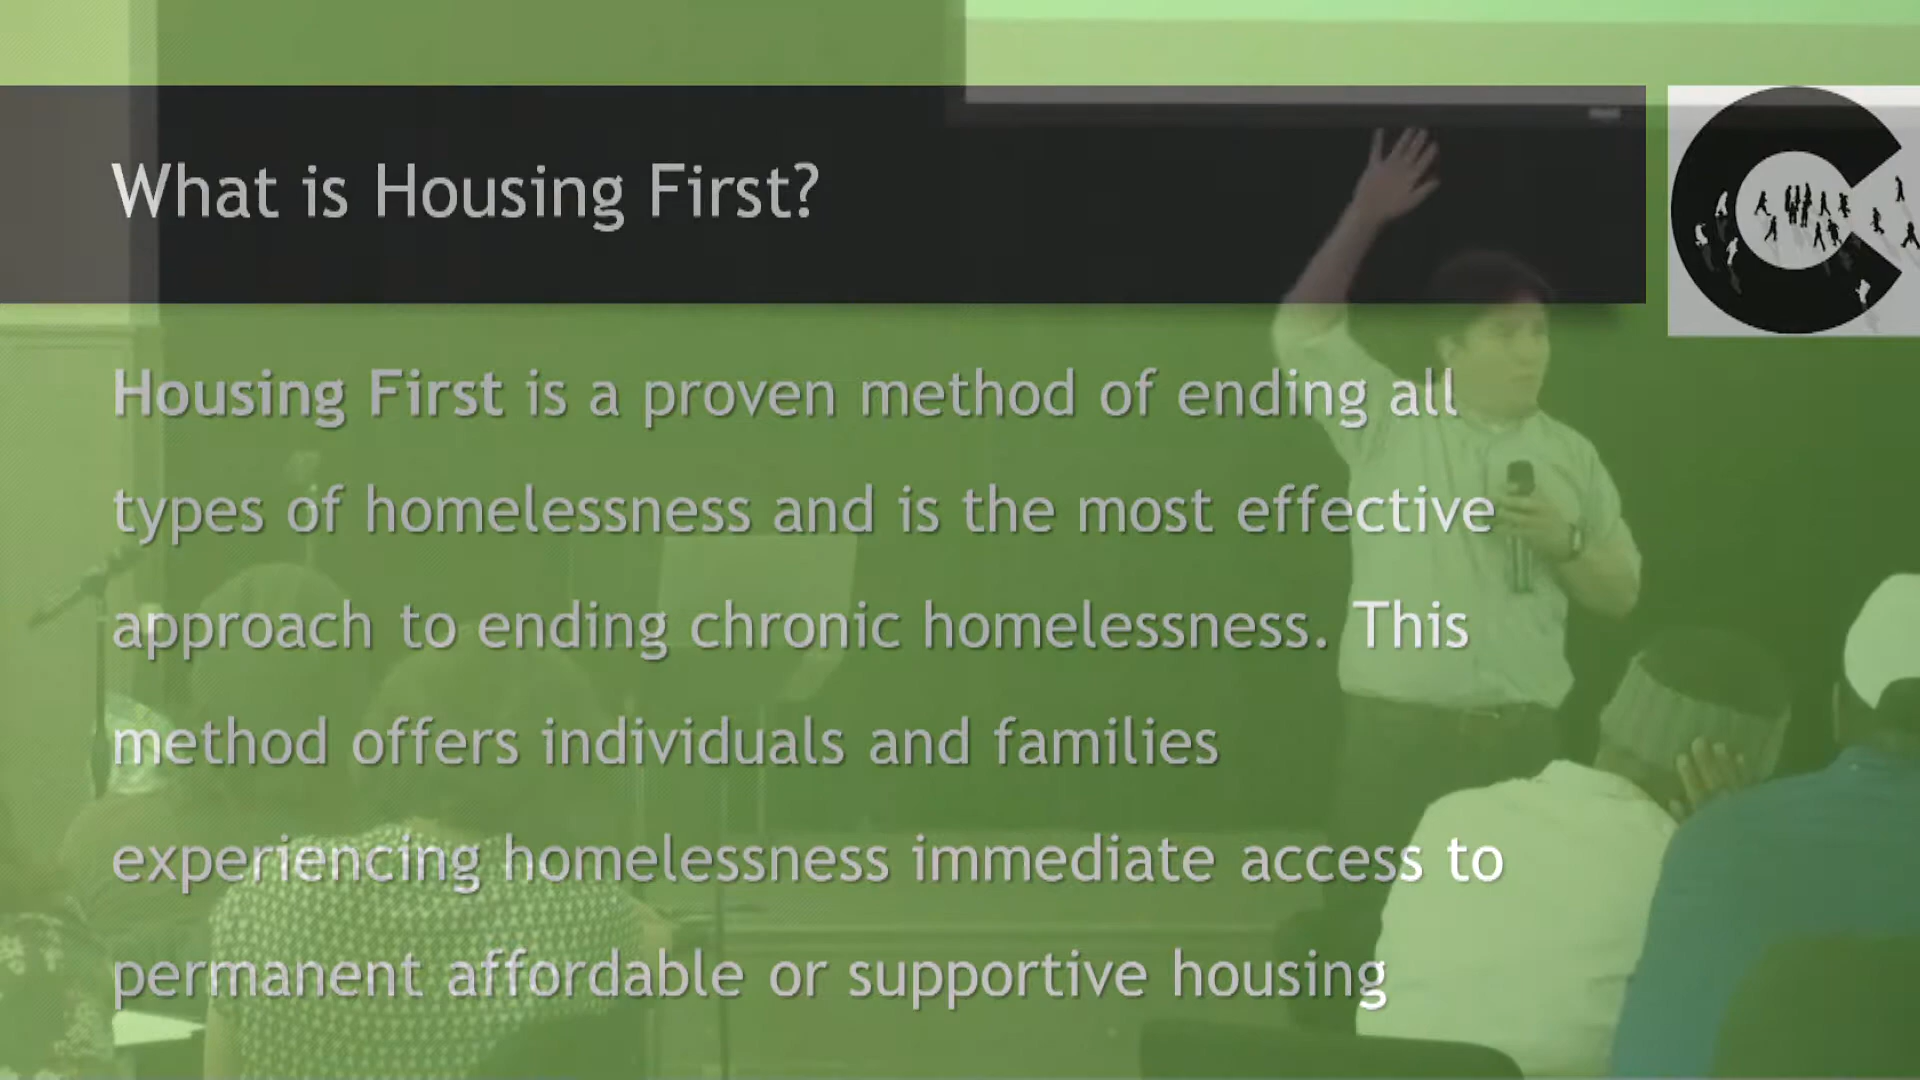 What is Housing First?
Housing First is a proven method of ending all
types of homelessness and is the most effective
approach to ending chronic homelessness. This
method offers individuals and families
experiencing homelessness immediate access to
permanent affordable or supportive housing